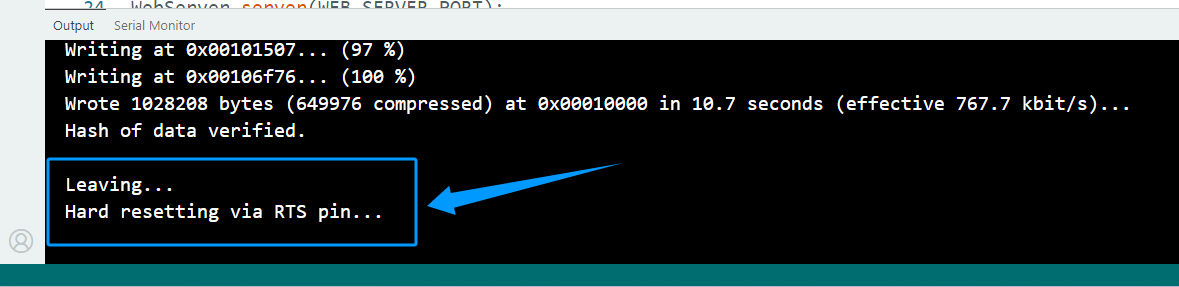 24 WebServer server(WEB_SERVER_PORT);
Output Serial Monitor
Writing at 0x00101507... (97 %)
Writing at 0x00106f76... (100 %)
Wrote 1028208 bytes (649976 compressed) at 0x00010000 in 10.7 seconds (effective 767.7 kbit/s)...
Hash of data verified.
Leaving...
Hard resetting via RTS pin...